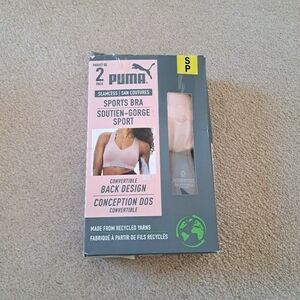 PAQUET DE
2
PACK
PUMA
S
P
SEAMLESS | SAN COUTURES
SPORTS BRA
SOUTIEN-GORGE
SPORT
CONVERTIBLE
BACK DESIGN
CONCEPTION DOS
CONVERTIBLE
MADE FROM RECYCLED YARNS
FABRIQUÉ À PARTIR DE FILS RECYCLÉS